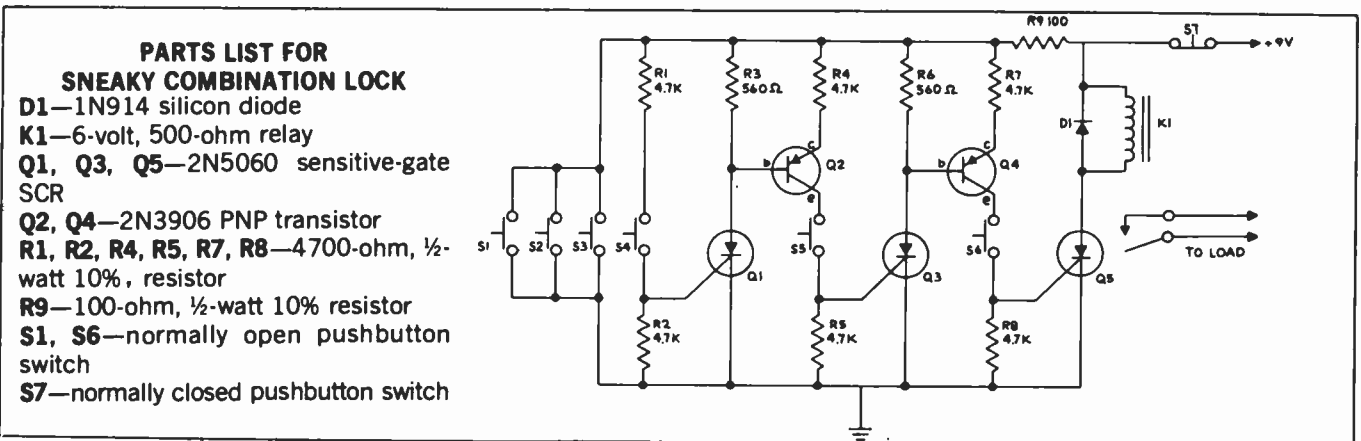 PARTS LIST FOR
SNEAKY COMBINATION LOCK
D1—1N914 silicon diode
K1—6-volt, 500-ohm relay
Q1, Q3, Q5—2N5060 sensitive-gate
SCR
Q2, Q4—2N3906 PNP transistor
R1, R2, R4, R5, R7, R8—4700-ohm, ½-
watt 10%, resistor
R9—100-ohm, ½-watt 10% resistor
S1, S6—normally open pushbutton
switch
S7—normally closed pushbutton switch
R9 100
S7
+9V
R1
4.7K
R3
560Ω
R4
4.7K
R6
560Ω
R7
4.7K
D1
K1
b
c
e
Q2
b
c
e
Q4
S1
S2
S3
S4
Q1
S5
Q3
S6
Q5
TO LOAD
R2
4.7K
R5
4.7K
R8
4.7K